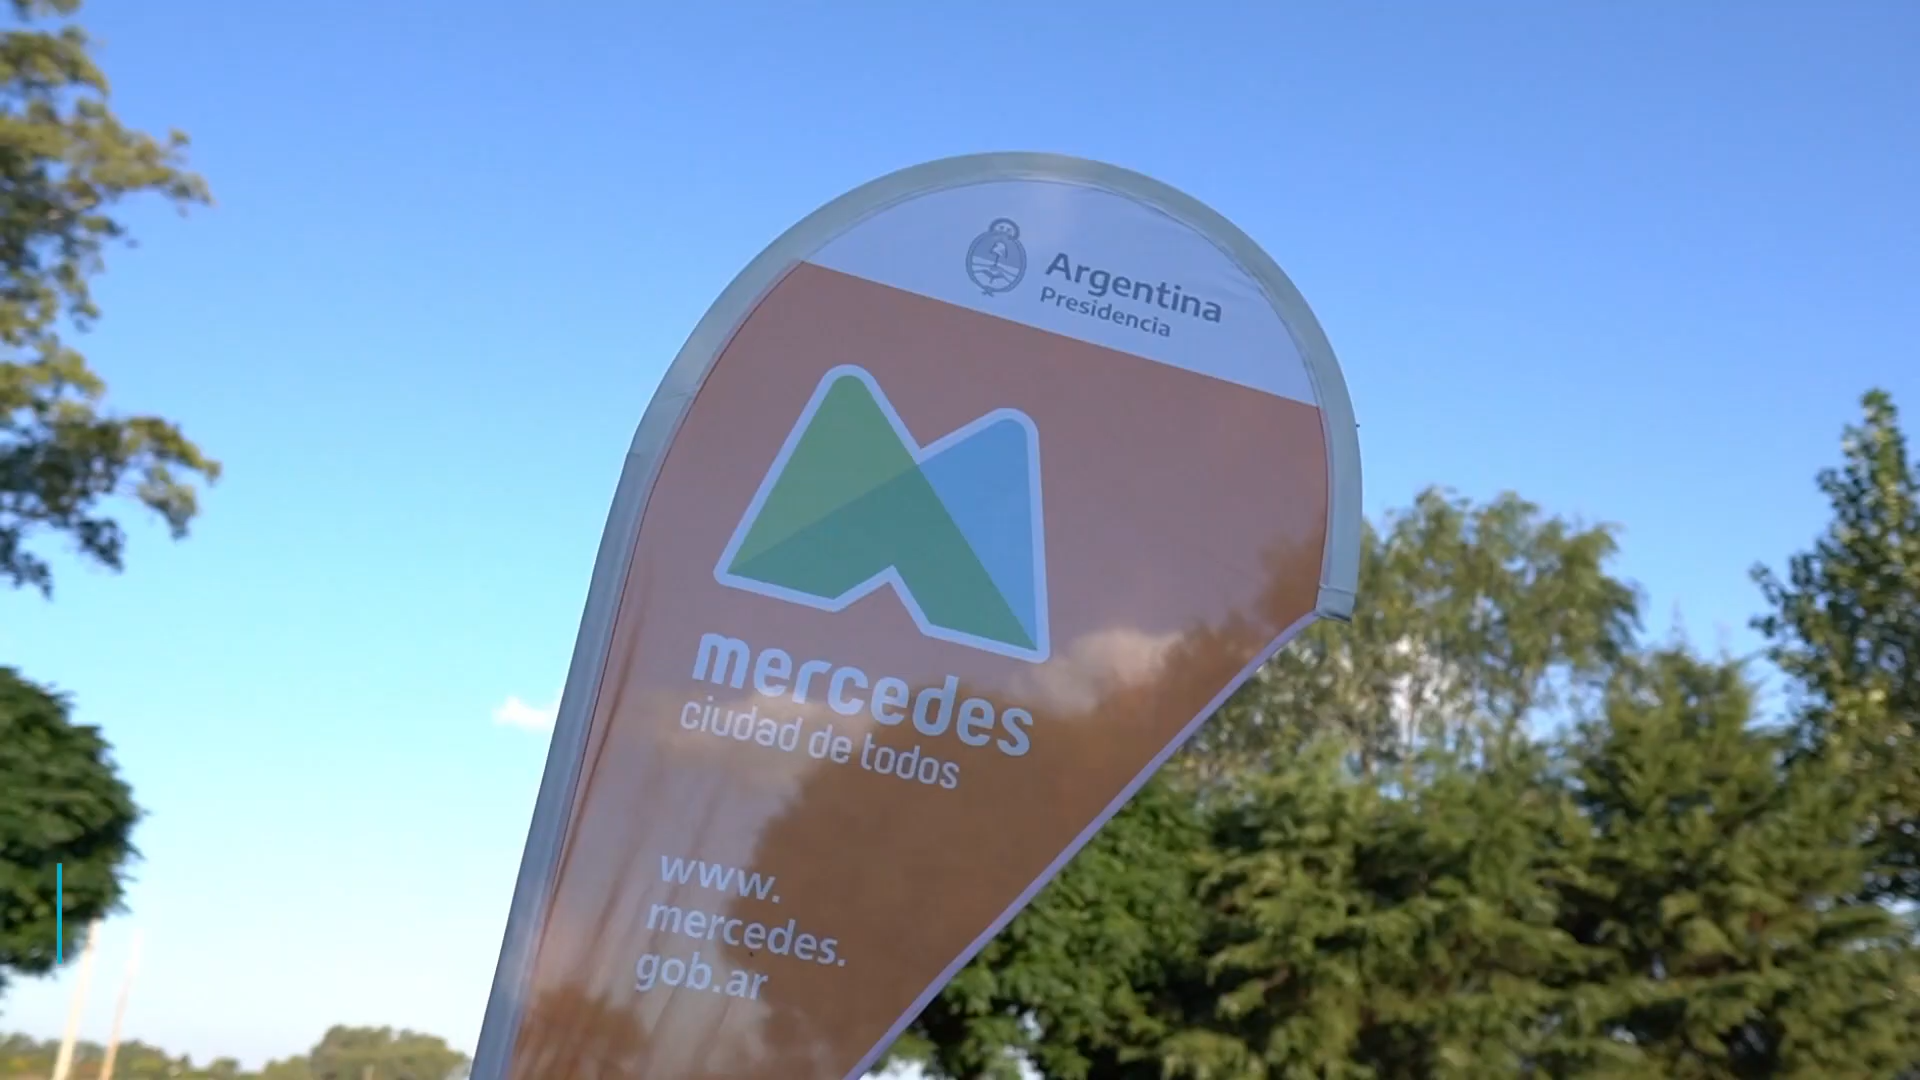 Argentina
Presidencia
mercedes
ciudad de todos
www.
mercedes.
gob.ar